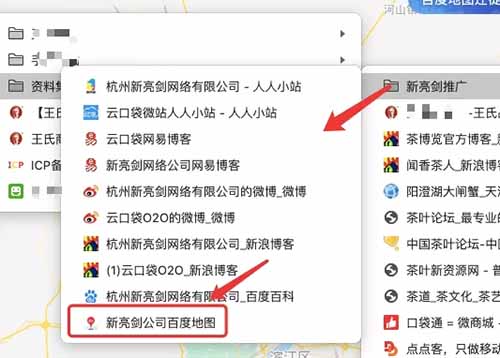 河山镇
百度地图迁徙
资料集
【王氏
王氏商
ICP备
杭州新亮剑网络有限公司 - 人人小站
云口袋微站人人小站 - 人人小站
云口袋网易博客
新亮剑网络公司网易博客
杭州新亮剑网络有限公司的微博_微博
云口袋O2O的微博_微博
杭州新亮剑网络有限公司_新浪博客
(1)云口袋O2O_新浪博客
杭州新亮剑网络有限公司_百度百科
新亮剑公司百度地图
新亮剑推广
-王氏
茶博览官方博客_新
闻香茶人_新浪博客
阳澄湖大闸蟹_天
茶叶论坛_最专业的
中国茶叶论坛-中国
茶叶新资源网 - 普
茶道_茶文化_茶艺
口袋通 = 微商城 -
点点客，只做移动
滨江区